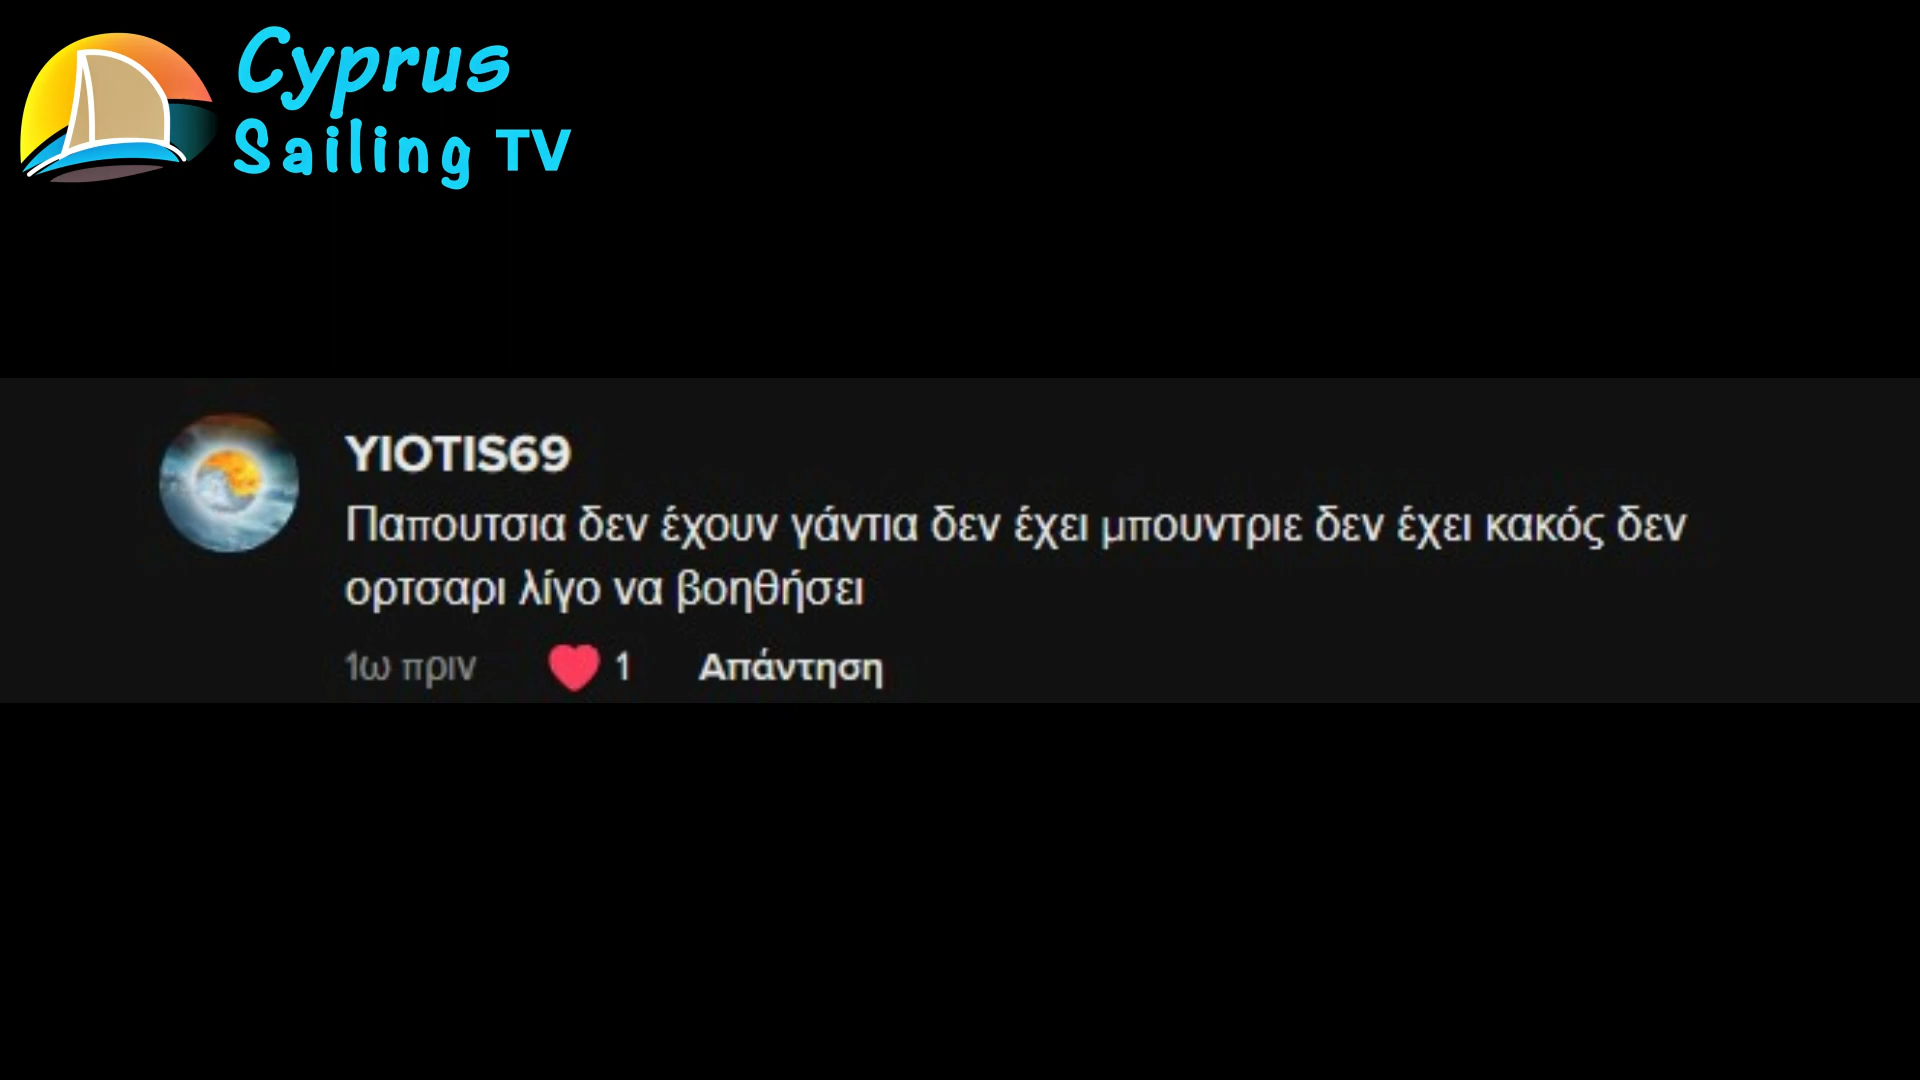 Cyprus
Sailing TV
YIOTIS69
Παπουτσια δεν έχουν γάντια δεν έχει μπουντριε δεν έχει κακός δεν
ορτσαρι λίγο να βοηθήσει
1ω πριν 1 Απάντηση